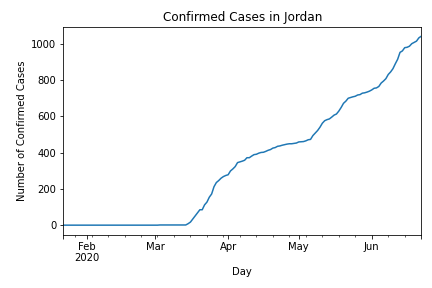 Confirmed Cases in Jordan
Number of Confirmed Cases
1000
800
600
400
200
0
Feb
2020
Mar
Apr
May
Jun
Day